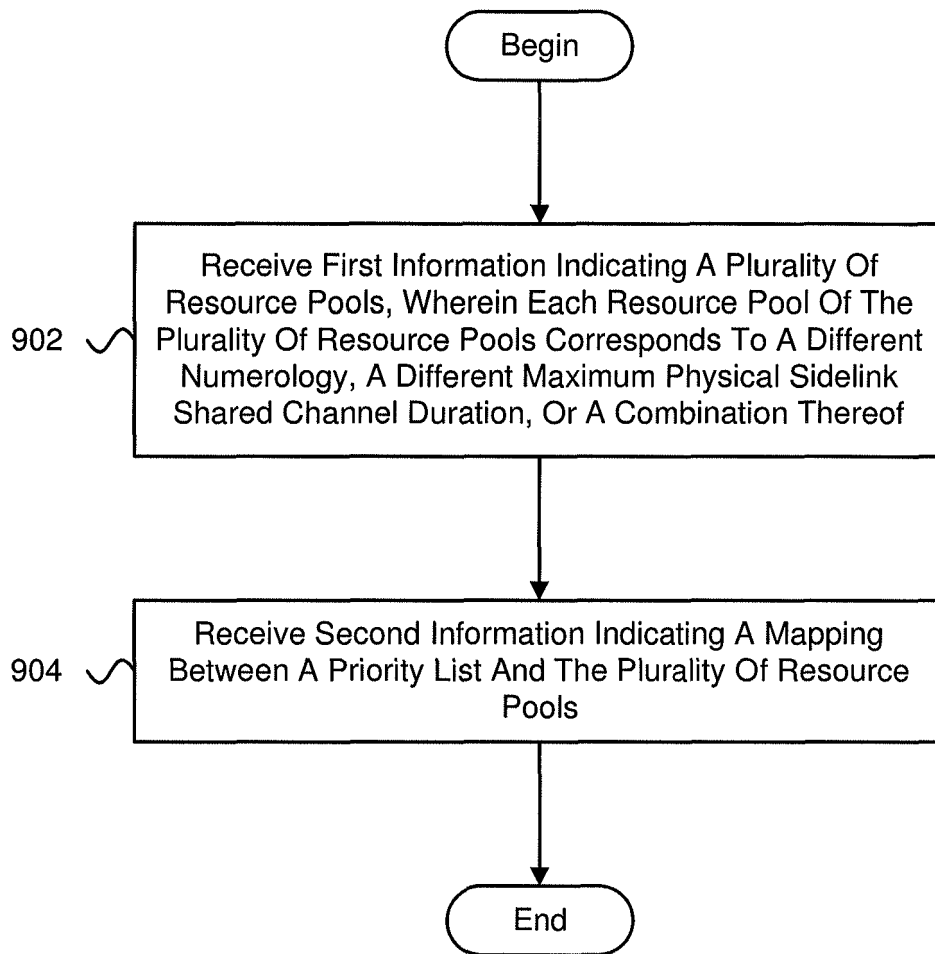 Begin
902
Receive First Information Indicating A Plurality Of
Resource Pools, Wherein Each Resource Pool Of The
Plurality Of Resource Pools Corresponds To A Different
Numerology, A Different Maximum Physical Sidelink
Shared Channel Duration, Or A Combination Thereof
904
Receive Second Information Indicating A Mapping
Between A Priority List And The Plurality Of Resource
Pools
End